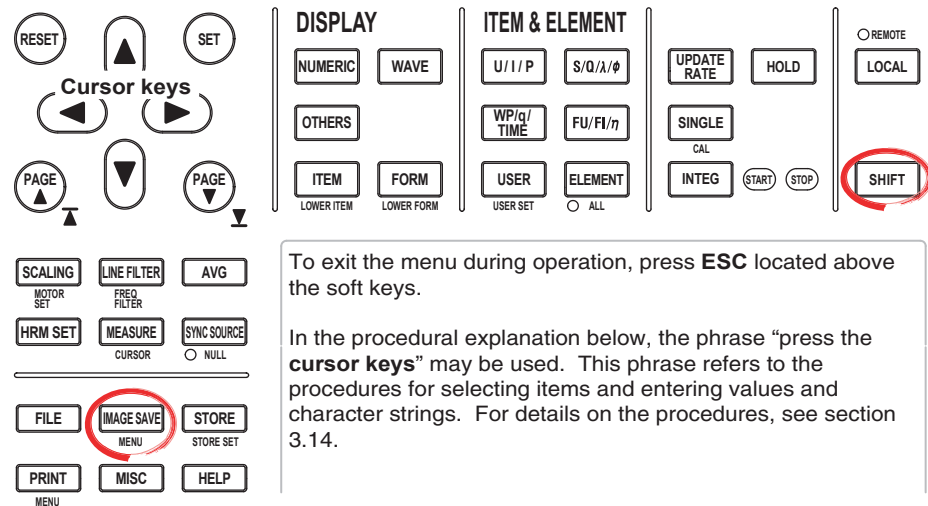 RESET
SET
Cursor keys
PAGE
PAGE
DISPLAY
NUMERIC
WAVE
OTHERS
ITEM
FORM
LOWER ITEM
LOWER FORM
ITEM & ELEMENT
U / I / P
S/Q/λ/ϕ
WP/q/
TIME
FU/FI/η
USER
ELEMENT
USER SET
ALL
UPDATE
RATE
HOLD
SINGLE
CAL
INTEG
START
STOP
REMOTE
LOCAL
SHIFT
SCALING
LINE FILTER
AVG
MOTOR
SET
FREQ
FILTER
HRM SET
MEASURE
SYNC SOURCE
CURSOR
NULL
FILE
IMAGE SAVE
STORE
MENU
STORE SET
PRINT
MISC
HELP
MENU
To exit the menu during operation, press ESC located above
the soft keys.
In the procedural explanation below, the phrase “press the
cursor keys” may be used. This phrase refers to the
procedures for selecting items and entering values and
character strings. For details on the procedures, see section
3.14.